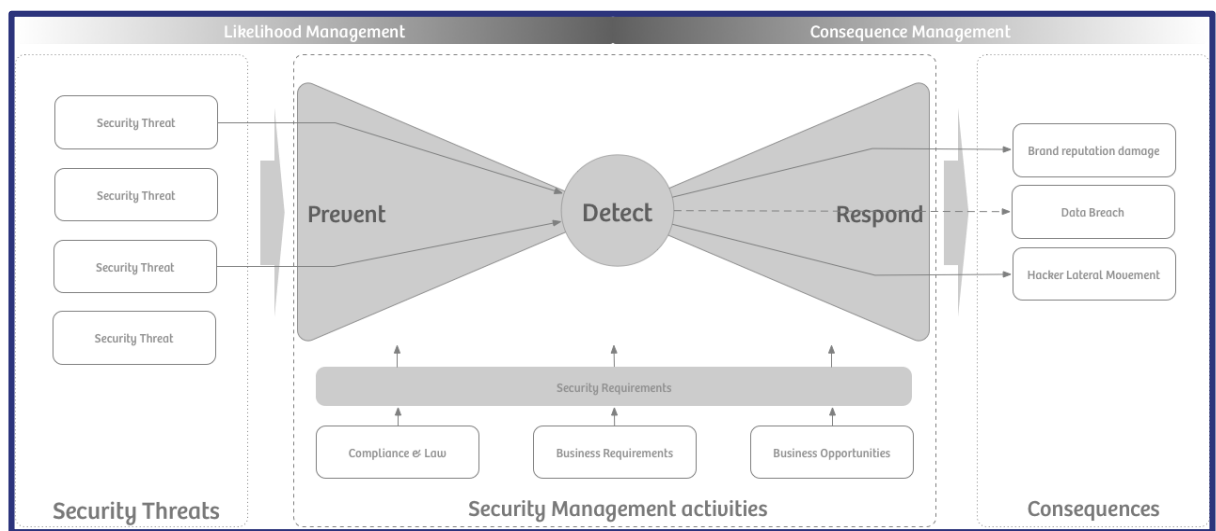 Likelihood Management
Consequence Management
Security Threat
Security Threat
Security Threat
Security Threat
Prevent
Detect
Respond
Brand reputation damage
Data Breach
Hacker Lateral Movement
Security Requirements
Compliance & Law
Business Requirements
Business Opportunities
Security Threats
Security Management activities
Consequences